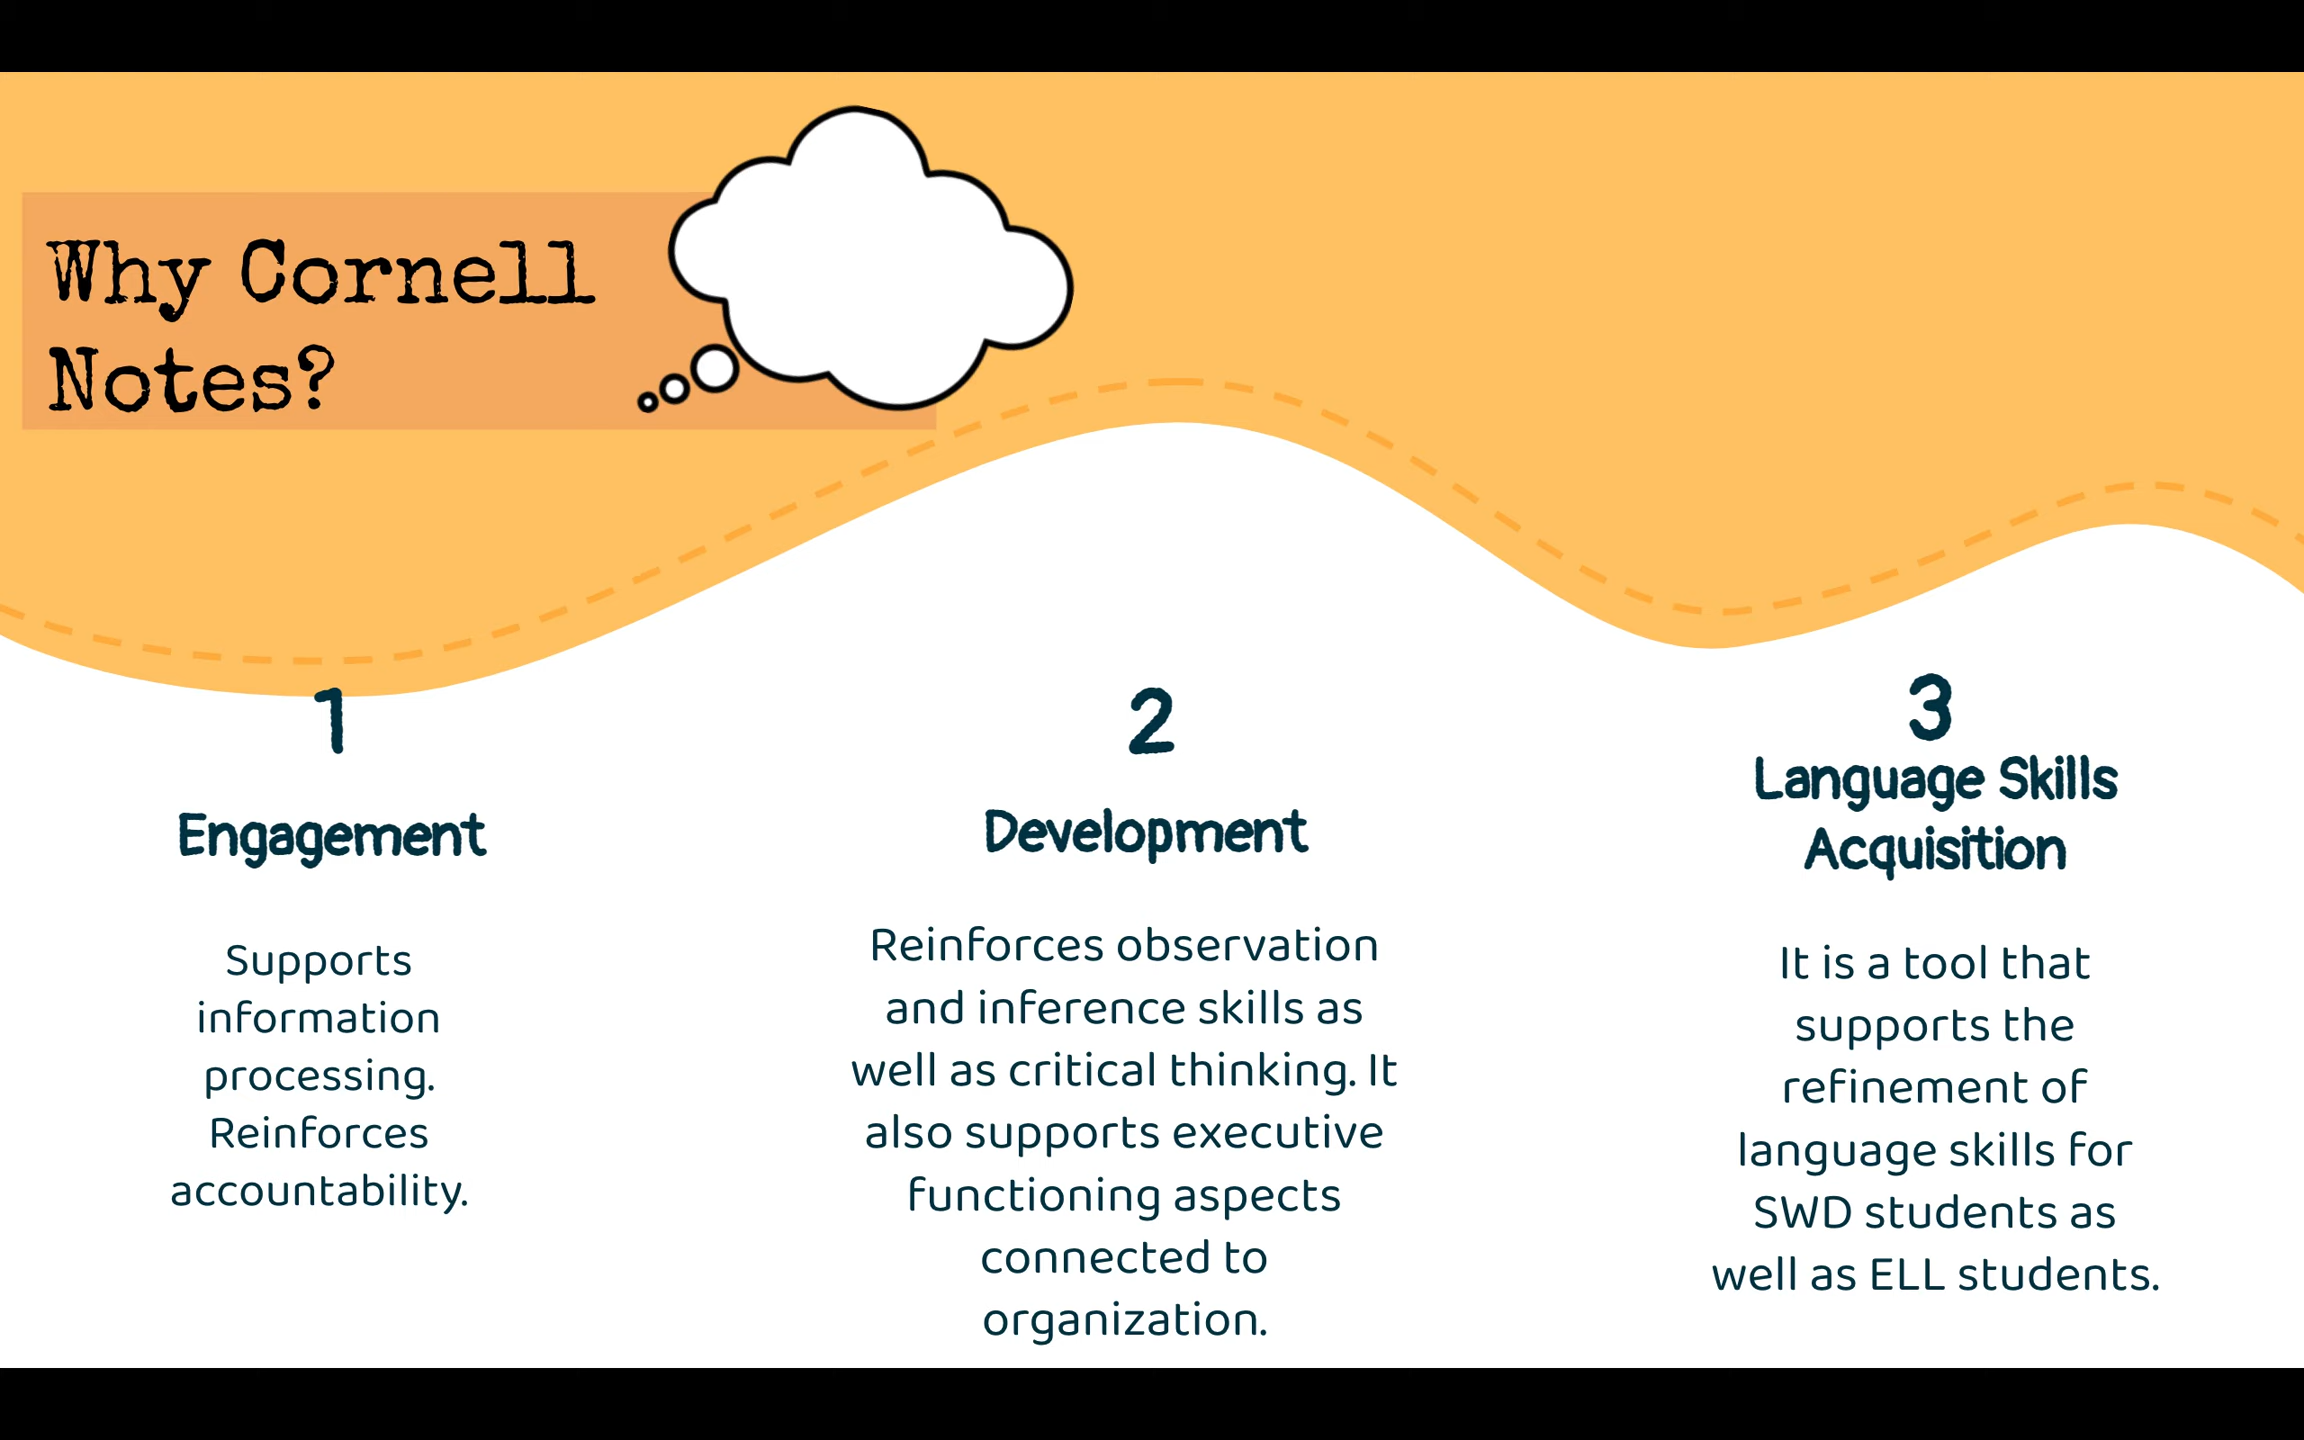 Why Cornell
Notes?
1
Engagement
Supports
information
processing.
Reinforces
accountability.
2
Development
Reinforces observation
and inference skills as
well as critical thinking. It
also supports executive
functioning aspects
connected to
organization.
3
Language Skills
Acquisition
It is a tool that
supports the
refinement of
language skills for
SWD students as
well as ELL students.